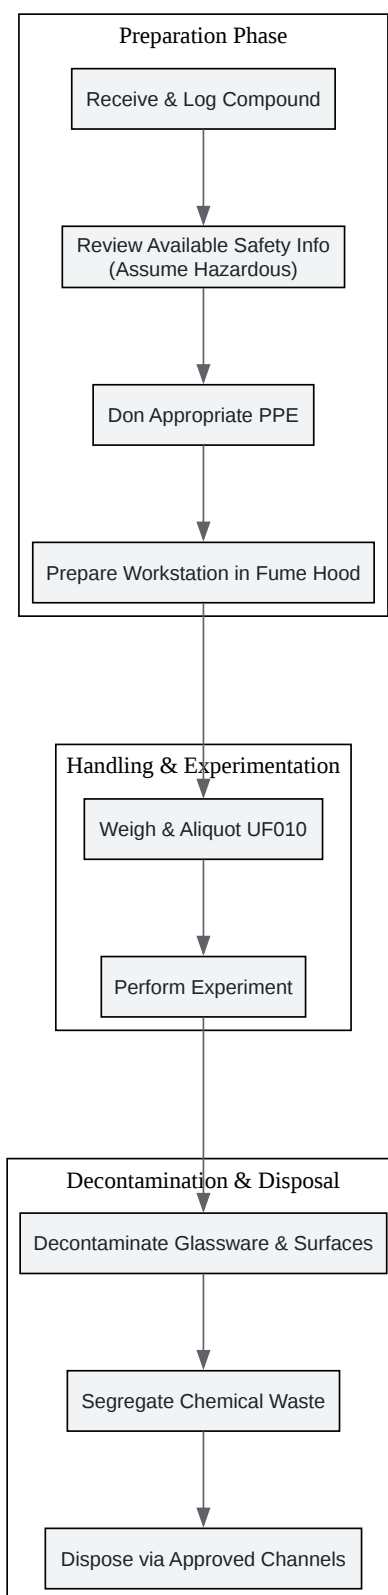 Preparation Phase
Receive & Log Compound
Review Available Safety Info
(Assume Hazardous)
Don Appropriate PPE
Prepare Workstation in Fume Hood
Handling & Experimentation
Weigh & Aliquot UF010
Perform Experiment
Decontamination & Disposal
Decontaminate Glassware & Surfaces
Segregate Chemical Waste
Dispose via Approved Channels